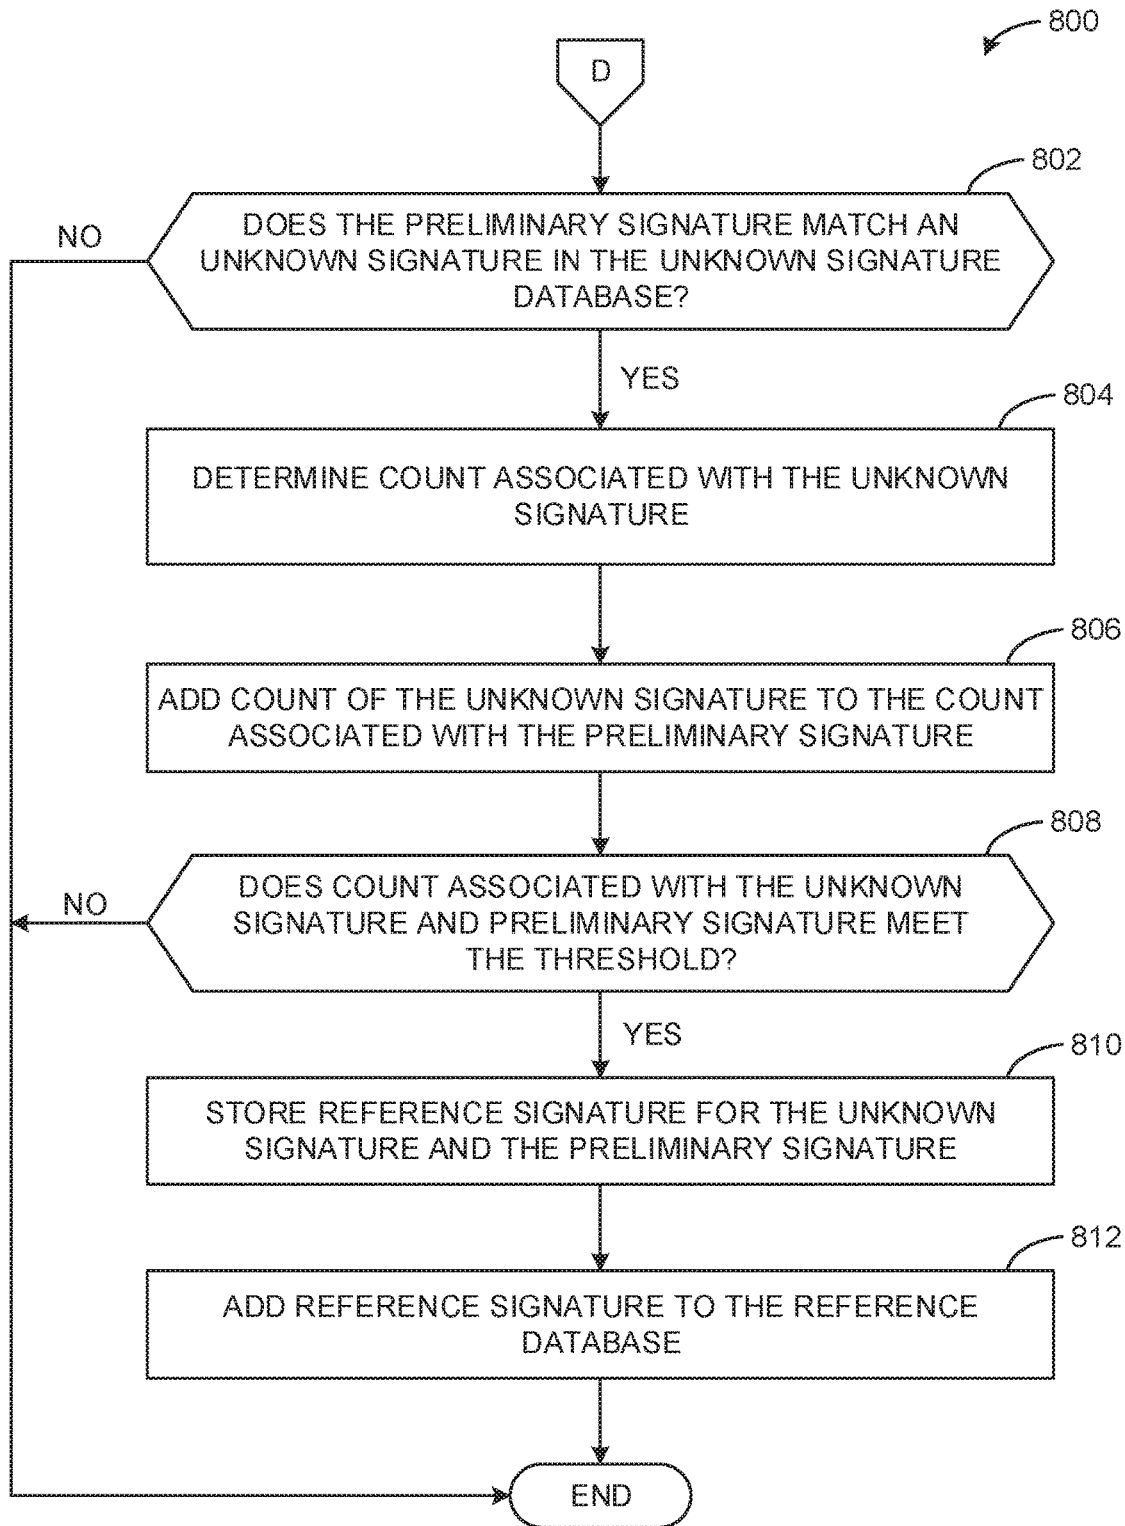 800
D
802
DOES THE PRELIMINARY SIGNATURE MATCH AN
UNKNOWN SIGNATURE IN THE UNKNOWN SIGNATURE
DATABASE?
NO
YES
804
DETERMINE COUNT ASSOCIATED WITH THE UNKNOWN
SIGNATURE
806
ADD COUNT OF THE UNKNOWN SIGNATURE TO THE COUNT
ASSOCIATED WITH THE PRELIMINARY SIGNATURE
808
DOES COUNT ASSOCIATED WITH THE UNKNOWN
SIGNATURE AND PRELIMINARY SIGNATURE MEET
THE THRESHOLD?
NO
YES
810
STORE REFERENCE SIGNATURE FOR THE UNKNOWN
SIGNATURE AND THE PRELIMINARY SIGNATURE
812
ADD REFERENCE SIGNATURE TO THE REFERENCE
DATABASE
END